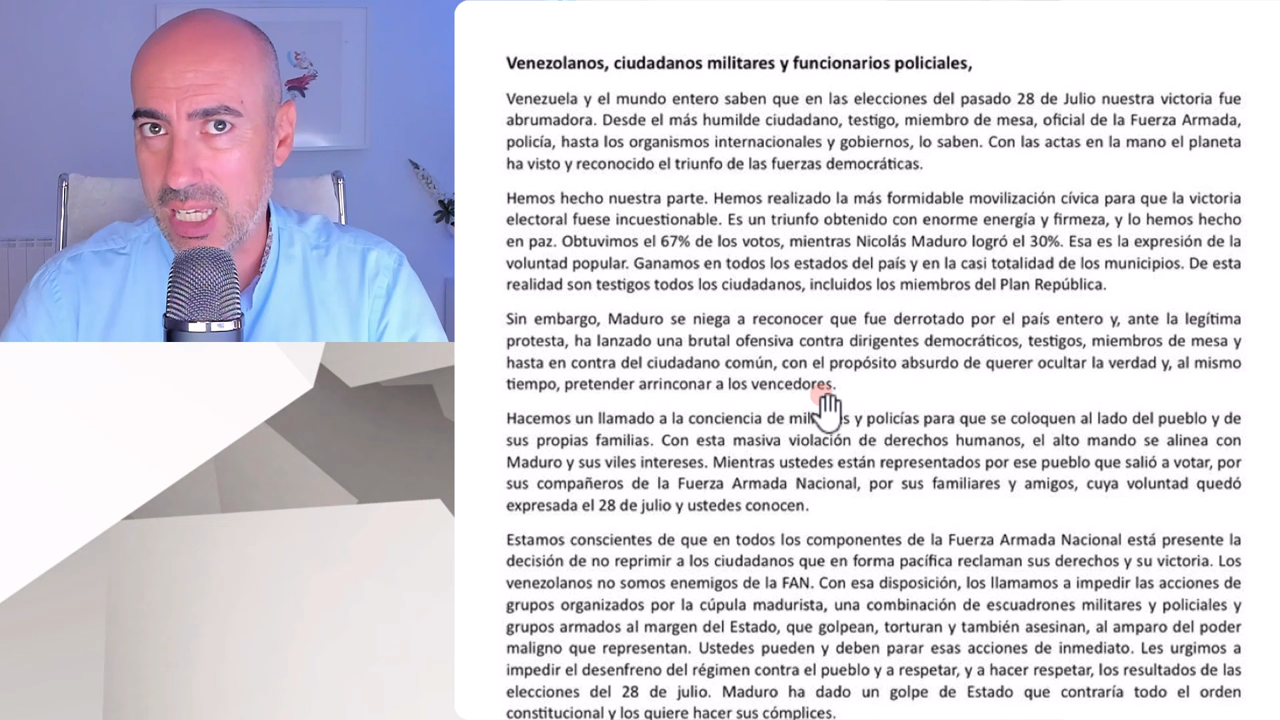 Venezolanos, ciudadanos militares y funcionarios policiales,
Venezuela y el mundo entero saben que en las elecciones del pasado 28 de Julio nuestra victoria fue
abrumadora. Desde el más humilde ciudadano, testigo, miembro de mesa, oficial de la Fuerza Armada,
policía, hasta los organismos internacionales y gobiernos, lo saben. Con las actas en la mano el planeta
ha visto y reconocido el triunfo de las fuerzas democráticas.
Hemos hecho nuestra parte. Hemos realizado la más formidable movilización cívica para que la victoria
electoral fuese incuestionable. Es un triunfo obtenido con enorme energía y firmeza, y lo hemos hecho
en paz. Obtuvimos el 67% de los votos, mientras Nicolás Maduro logró el 30%. Esa es la expresión de la
voluntad popular. Ganamos en todos los estados del país y en la casi totalidad de los municipios. De esta
realidad son testigos todos los ciudadanos, incluidos los miembros del Plan República.
Sin embargo, Maduro se niega a reconocer que fue derrotado por el país entero y, ante la legítima
protesta, ha lanzado una brutal ofensiva contra dirigentes democráticos, testigos, miembros de mesa y
hasta en contra del ciudadano común, con el propósito absurdo de querer ocultar la verdad y, al mismo
tiempo, pretender arrinconar a los vencedores.
Hacemos un llamado a la conciencia de y policías para que se coloquen al lado del pueblo y de
sus propias familias. Con esta masiva violación de derechos humanos, el alto mando se alinea con
Maduro y sus viles intereses. Mientras ustedes están representados por ese pueblo que salió a votar, por
sus compañeros de la Fuerza Armada Nacional, por sus familiares y amigos, cuya voluntad quedó
expresada el 28 de julio y ustedes conocen.
Estamos conscientes de que en todos los componentes de la Fuerza Armada Nacional está presente la
decisión de no reprimir a los ciudadanos que en forma pacífica reclaman sus derechos y su victoria. Los
venezolanos no somos enemigos de la FAN. Con esa disposición, los llamamos a impedir las acciones de
grupos organizados por la cúpula madurista, una combinación de escuadrones militares y policiales y
grupos armados al margen del Estado, que golpean, torturan y también asesinan, al amparo del poder
maligno que representan. Ustedes pueden y deben parar esas acciones de inmediato. Les urgimos a
impedir el desenfreno del régimen contra el pueblo y a respetar, y a hacer respetar, los resultados de las
elecciones del 28 de julio. Maduro ha dado un golpe de Estado que contraría todo el orden
constitucional y los quiere hacer sus cómplices.